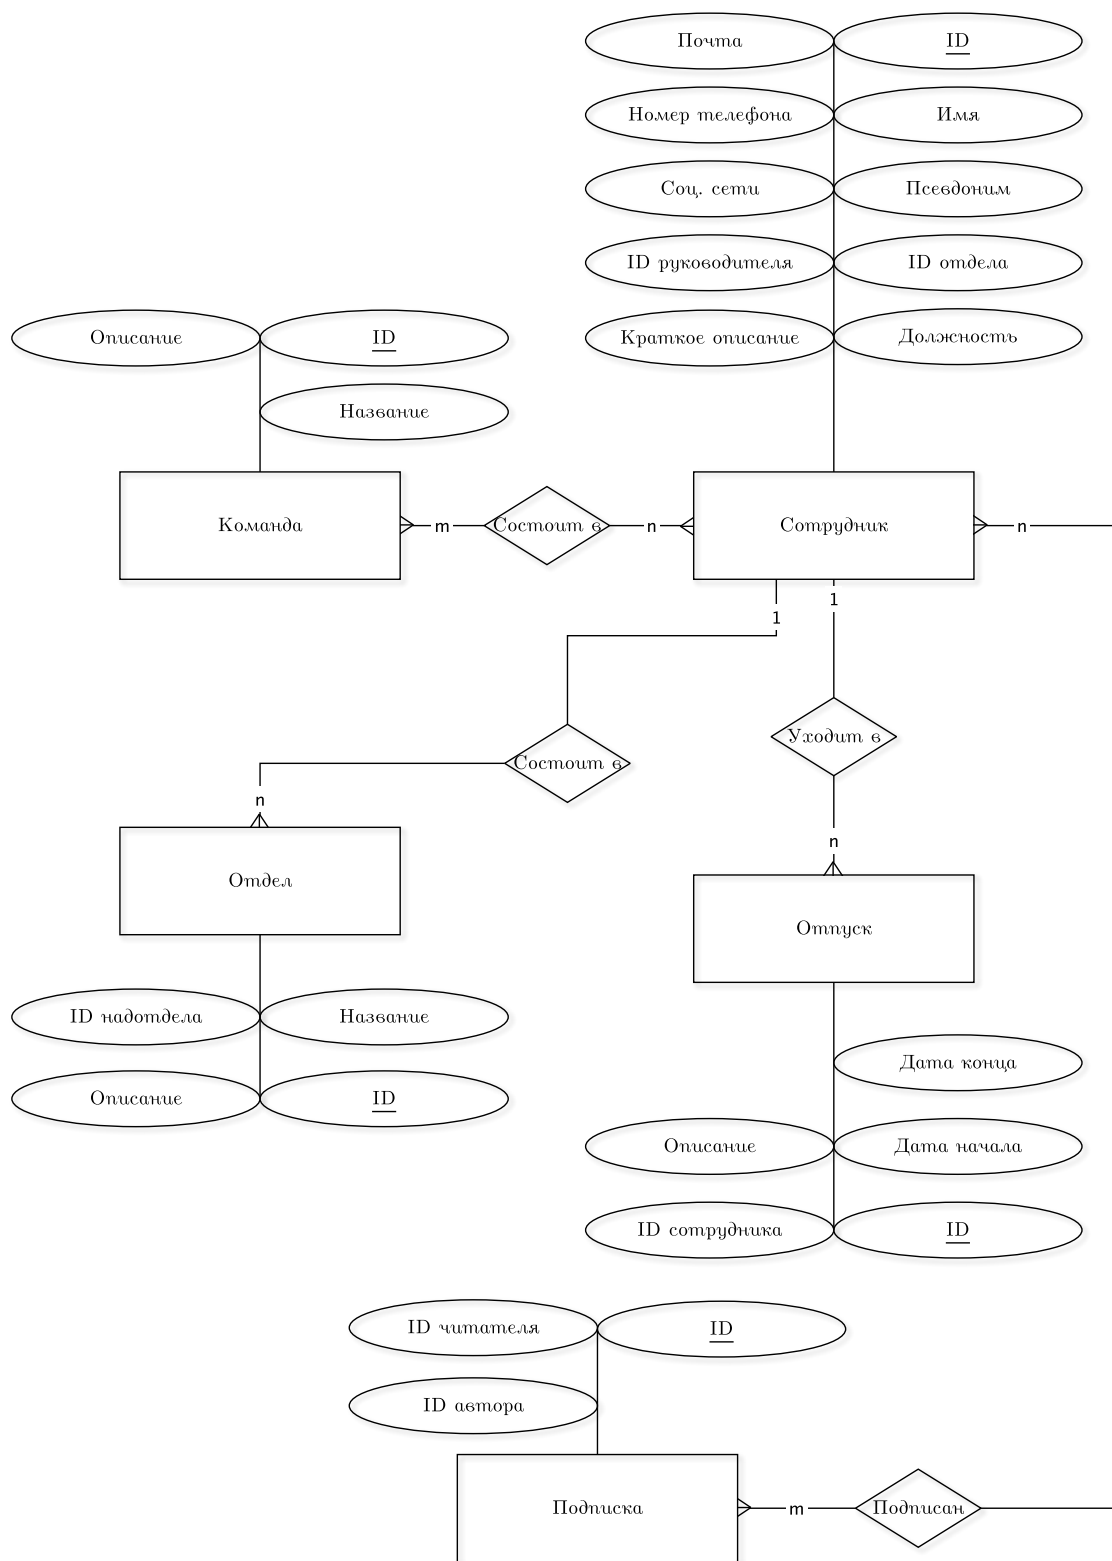 Почта
ID
Номер телефона
Имя
Соц. сети
Псевдоним
ID руководителя
ID отдела
Краткое описание
Должность
Описание
ID
Название
Команда
m
Состоит в
n
Сотрудник
n
1
1
Состоит в
Уходит в
n
n
Отдел
Отпуск
ID надотдела
Название
Описание
ID
Дата конца
Описание
Дата начала
ID сотрудника
ID
ID читателя
ID
ID автора
Подписка
m
Подписан